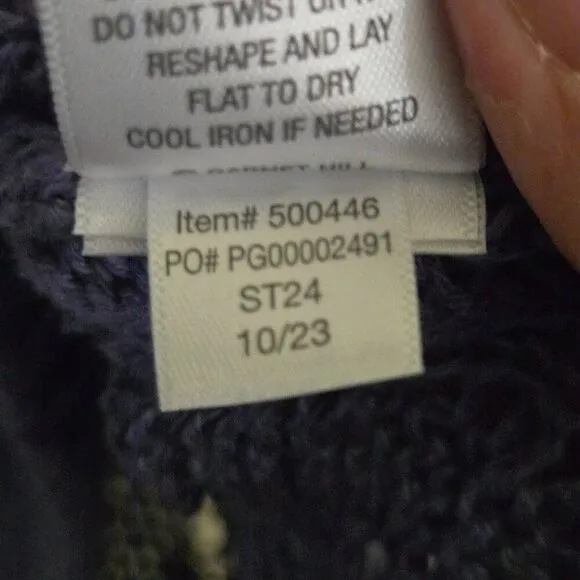 DO NOT TWIST OR
RESHAPE AND LAY
FLAT TO DRY
COOL IRON IF NEEDED
Item# 500446
PO# PG00002491
ST24
10/23